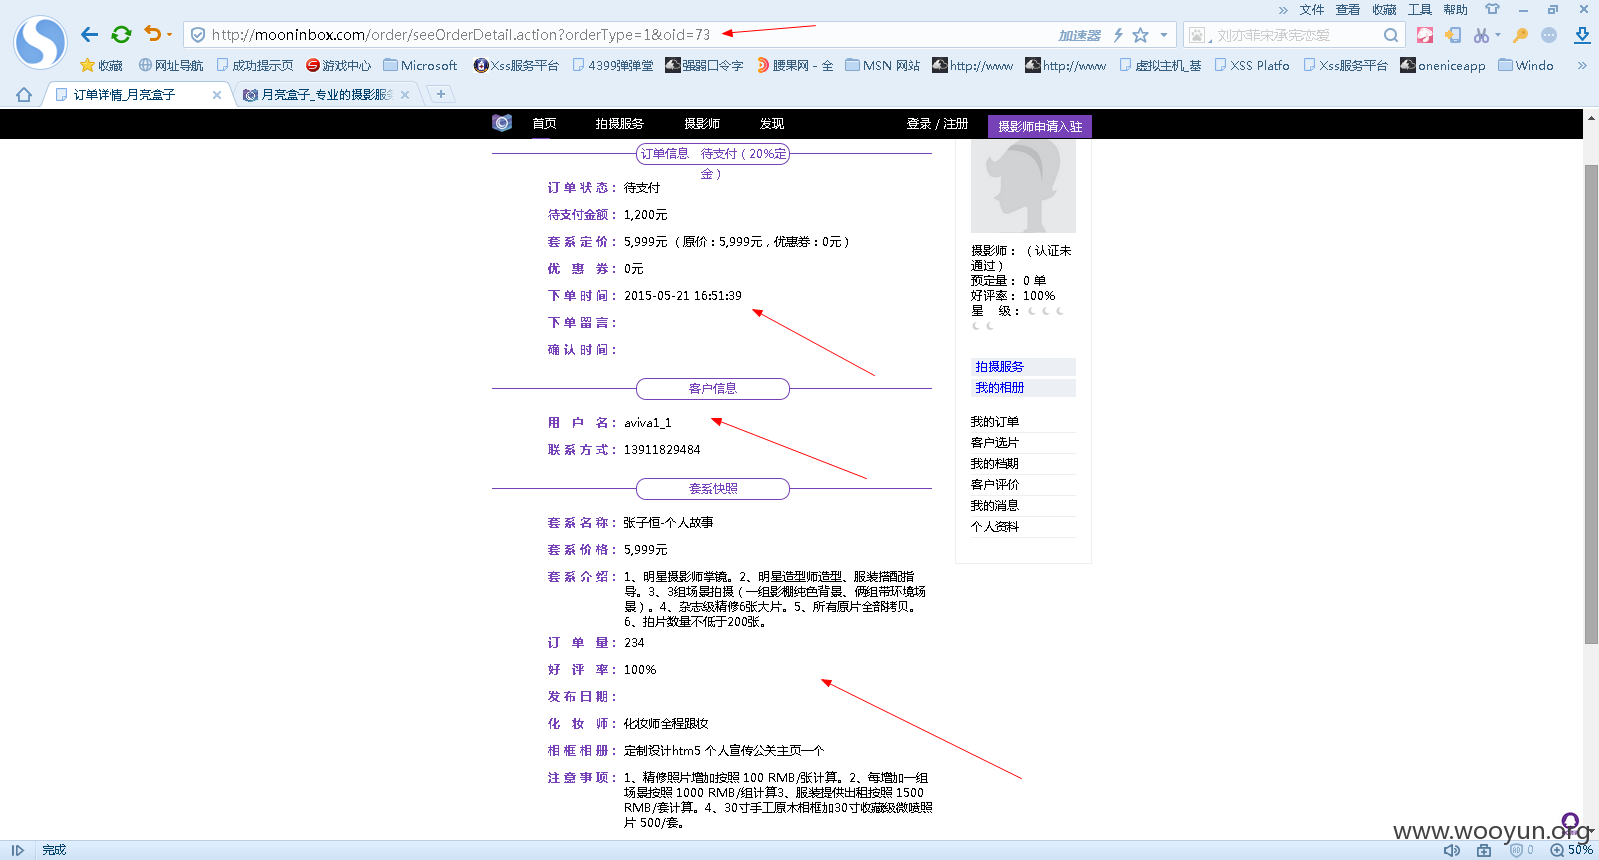 » 文件 查看 收藏 工具 帮助
http://mooninbox.com/order/seeOrderDetail.action?orderType=1&oid=73 加速器 刘亦菲宋承宪恋爱
收藏 网址导航 成功提示页 游戏中心 Microsoft Xss服务平台 4399弹弹堂 强弱口令字 腰果网 - 全 MSN 网站 http://www http://www 虚拟主机_基 XSS Platfo Xss服务平台 oneniceapp Windo »
订单详情_月亮盒子 月亮盒子_专业的摄影服务
首页 拍摄服务 摄影师 发现 登录 / 注册 摄影师申请入驻
订单信息 待支付（20%定
金）
订单状态： 待支付
待支付金额： 1,200元
套系定价： 5,999元（原价：5,999元，优惠券：0元）
优惠券： 0元
下单时间： 2015-05-21 16:51:39
下单留言：
确认时间：
客户信息
用户名： aviva1_1
联系方式： 13911829484
套系快照
套系名称： 张子恒-个人故事
套系价格： 5,999元
套系介绍： 1、明星摄影师掌镜。2、明星造型师造型、服装搭配指
导。3、3组场景拍摄（一组影棚纯色背景、俩组带环境场
景）。4、杂志级精修6张大片。5、所有原片全部拷贝。
6、拍片数量不低于200张。
订单量： 234
好评率： 100%
发布日期：
化妆师： 化妆师全程跟妆
相框相册： 定制设计htm5 个人宣传公关主页一个
注意事项： 1、精修照片增加按照 100 RMB/张计算。2、每增加一组
场景按照 1000 RMB/组计算3、服装提供出租按照 1500
RMB/套计算。4、30寸手工原木相框加30寸收藏级微喷照
片 500/套。
摄影师：（认证未
通过）
预定量： 0 单
好评率： 100%
星级：
拍摄服务
我的相册
我的订单
客户选片
我的档期
客户评价
我的消息
个人资料
www.wooyun.org
完成 0 50%